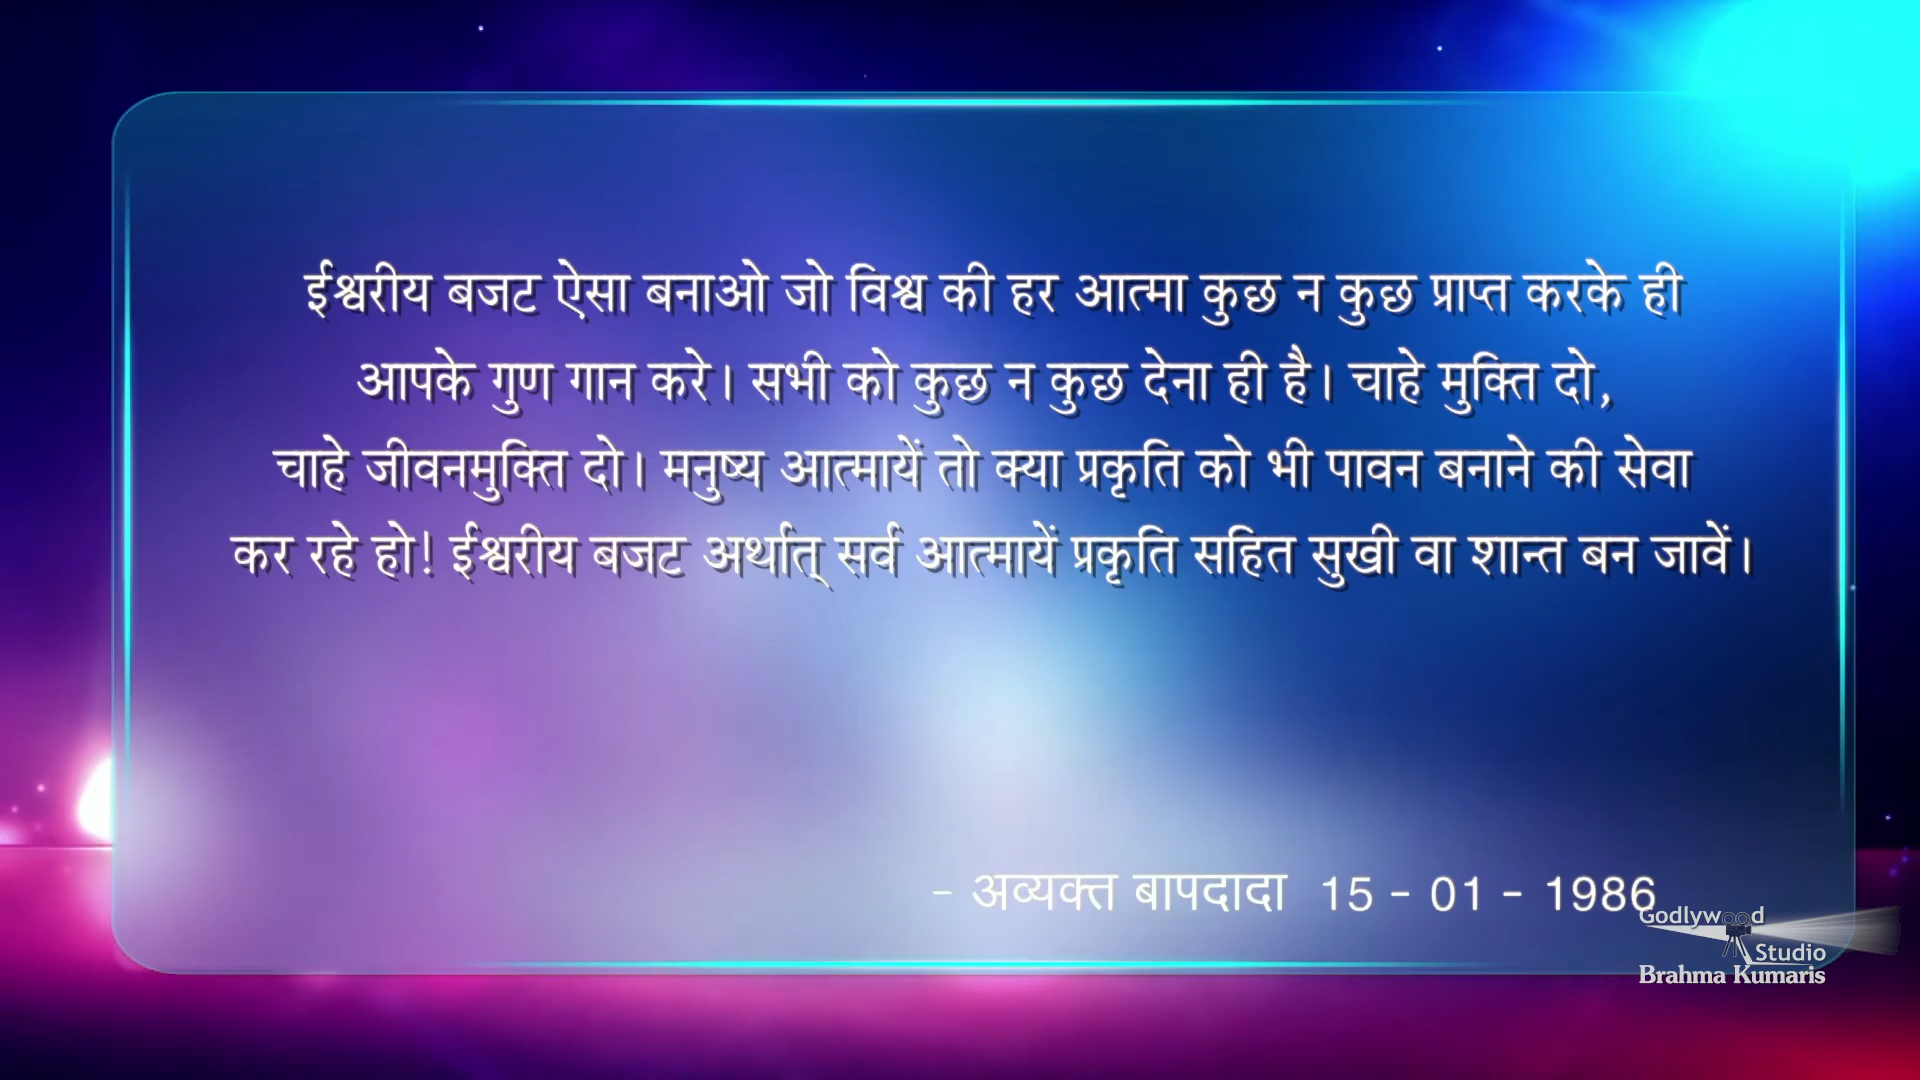 ईश्वरीय बजट ऐसा बनाओ जो विश्व की हर आत्मा कुछ न कुछ प्राप्त करके ही
आपके गुण गान करे। सभी को कुछ न कुछ देना ही है। चाहे मुक्ति दो,
चाहे जीवनमुक्ति दो। मनुष्य आत्मायें तो क्या प्रकृति को भी पावन बनाने की सेवा
कर रहे हो! ईश्वरीय बजट अर्थात् सर्व आत्मायें प्रकृति सहित सुखी वा शान्त बन जावें।
- अव्यक्त बापदादा 15 - 01 - 1986
Godlywood
Studio
Brahma Kumaris